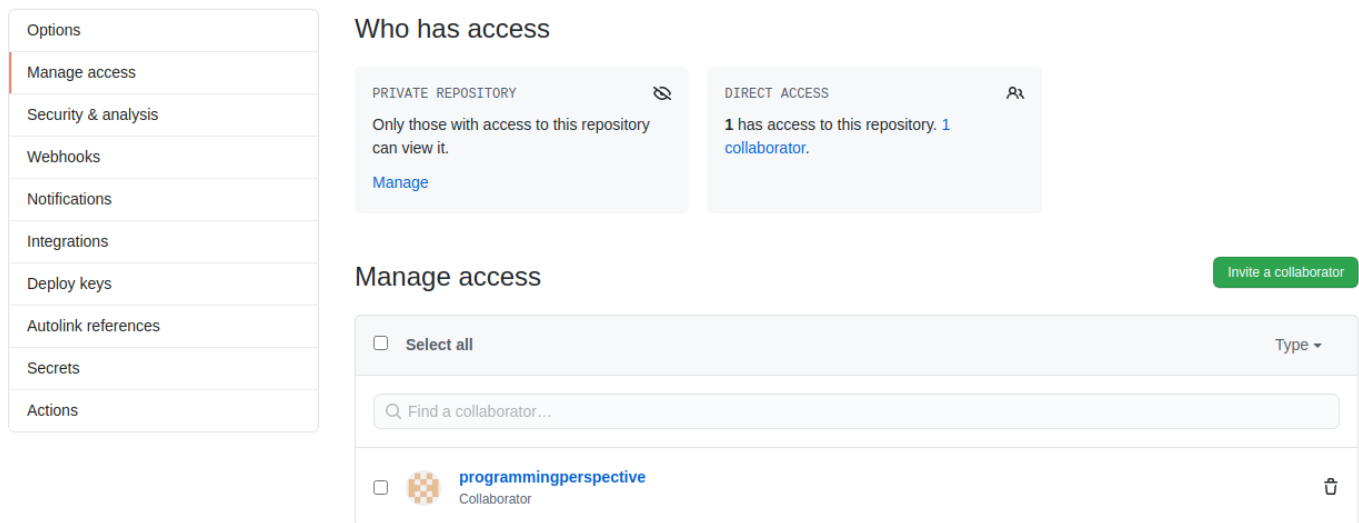 Options
Manage access
Security & analysis
Webhooks
Notifications
Integrations
Deploy keys
Autolink references
Secrets
Actions
Who has access
PRIVATE REPOSITORY
Only those with access to this repository
can view it.
Manage
DIRECT ACCESS
1 has access to this repository. 1
collaborator.
Manage access
Invite a collaborator
Select all
Type
Find a collaborator...
programmingperspective
Collaborator